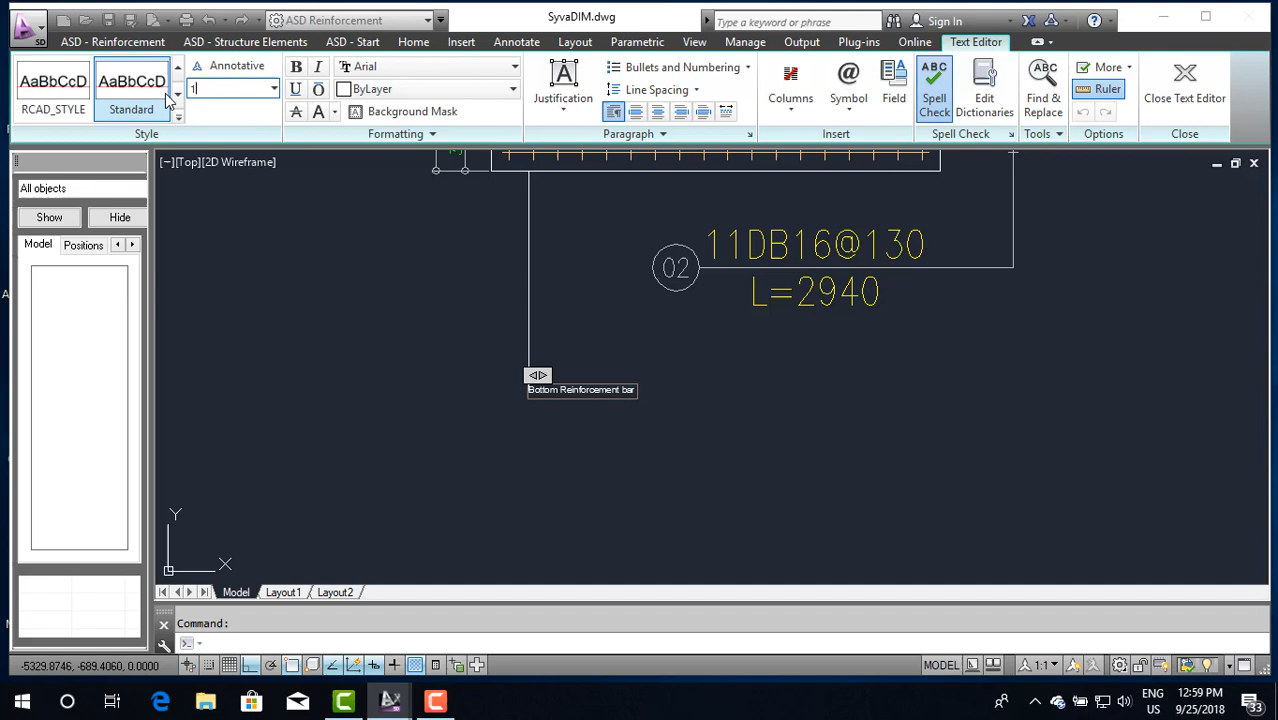 SyvaDIM.dwg
ASD Reinforcement
Type a keyword or phrase
Sign In
ASD - Reinforcement
ASD - Structure Elements
ASD - Start
Home
Insert
Annotate
Layout
Parametric
View
Manage
Output
Plug-ins
Online
Text Editor
AaBbCcD
AaBbCcD
Annotative
1
RCAD_STYLE
Standard
Style
B
I
Arial
U
O
ByLayer
A
A
Background Mask
Formatting
A
Justification
Bullets and Numbering
Line Spacing
Paragraph
Columns
@
Symbol
Field
Insert
ABC
Spell
Check
ABC
Edit
Dictionaries
Spell Check
Find &
Replace
Tools
More
Ruler
Options
Close Text Editor
Close
All objects
Show
Hide
Model
Positions
[−][Top][2D Wireframe]
11DB16@130
02
L=2940
Bottom Reinforcement bar
Y
X
Model
Layout1
Layout2
Command:
-5329.8746, -689.4060, 0.0000
MODEL
1:1
ENG
US
12:59 PM
9/25/2018
33